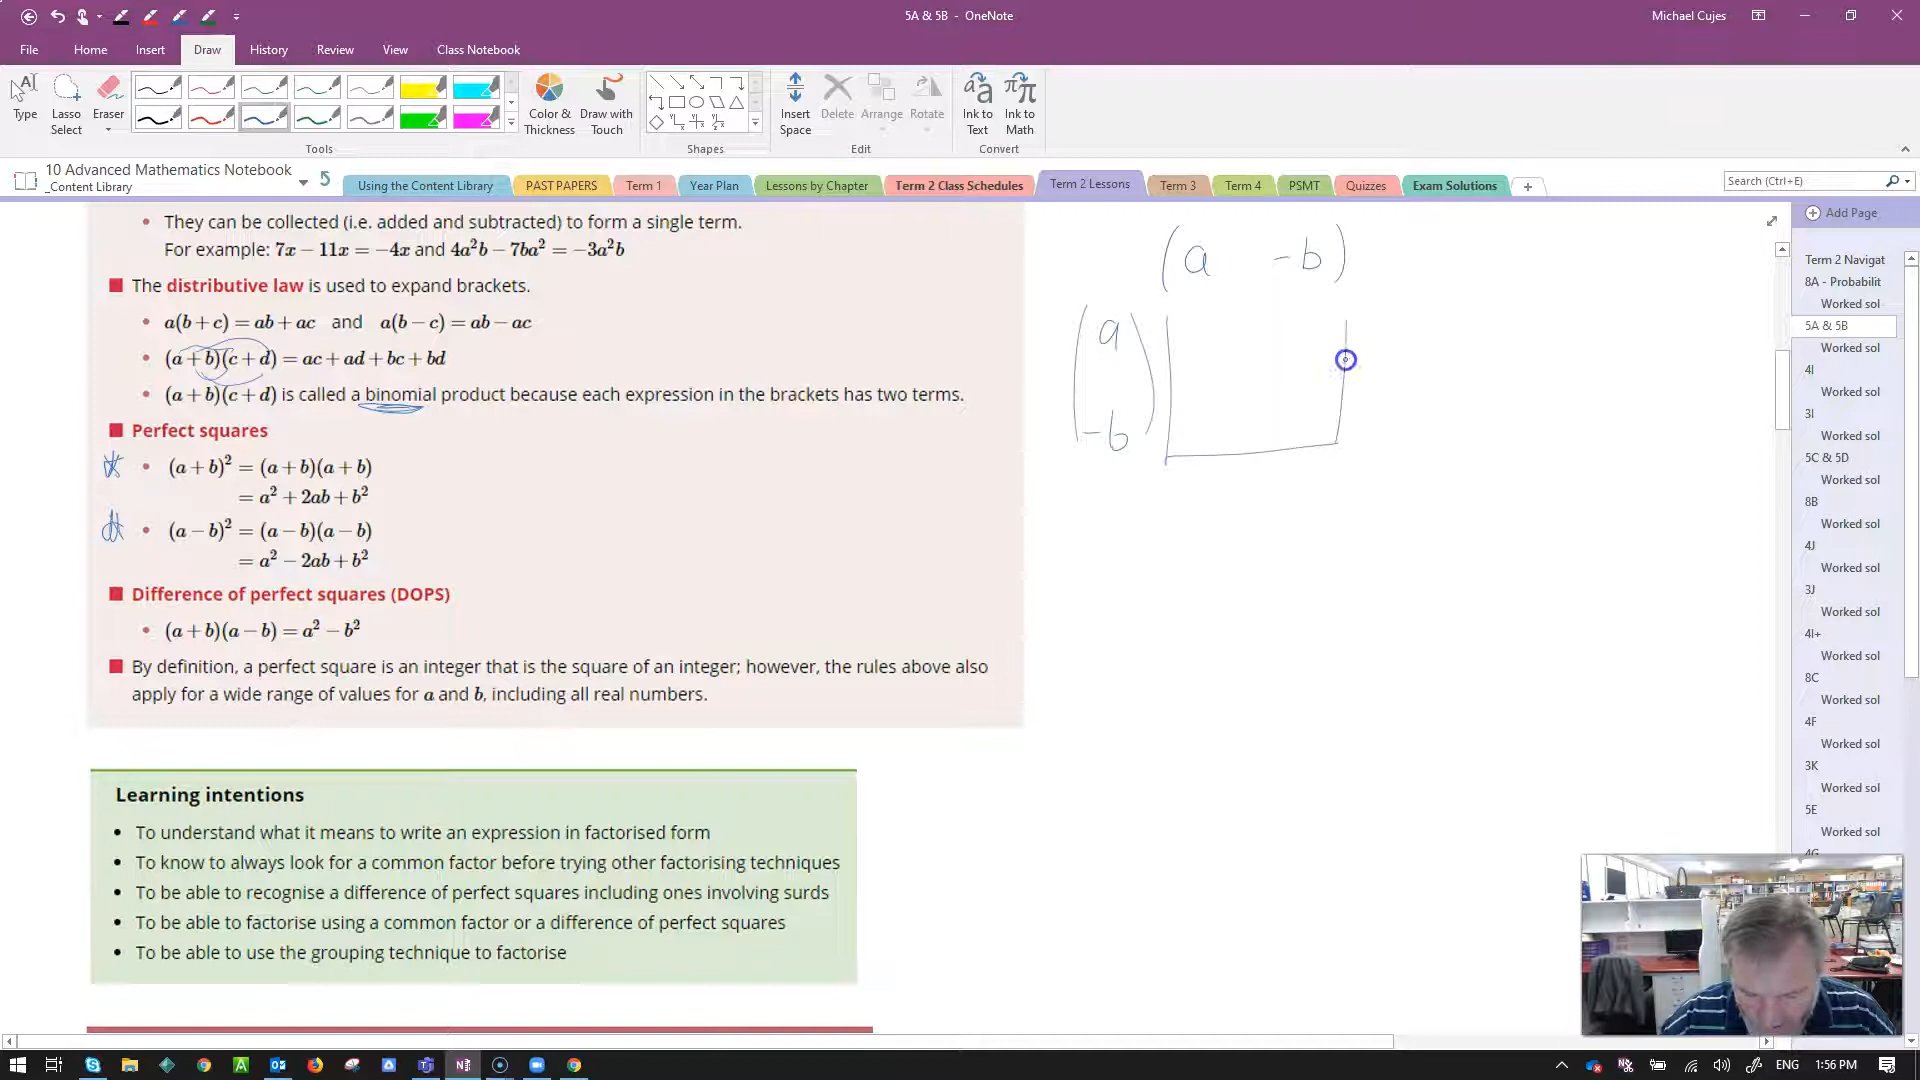 5A & 5B - OneNote
Michael Cujes
File Home Insert Draw History Review View Class Notebook
Type
Lasso Select
Eraser
Color & Thickness
Draw with Touch
Insert Space
Delete
Arrange
Rotate
Ink to Text
Ink to Math
Tools
Shapes
Edit
Convert
10 Advanced Mathematics Notebook
_Content Library
Using the Content Library
PAST PAPERS
Term 1
Year Plan
Lessons by Chapter
Term 2 Class Schedules
Term 2 Lessons
Term 3
Term 4
PSMT
Quizzes
Exam Solutions
Search (Ctrl+E)
• They can be collected (i.e. added and subtracted) to form a single term.
For example: 7x − 11x = −4x and 4a²b − 7ba² = −3a²b
The distributive law is used to expand brackets.
• a(b + c) = ab + ac and a(b − c) = ab − ac
• (a + b)(c + d) = ac + ad + bc + bd
• (a + b)(c + d) is called a binomial product because each expression in the brackets has two terms.
Perfect squares
• (a + b)² = (a + b)(a + b)
= a² + 2ab + b²
• (a − b)² = (a − b)(a − b)
= a² − 2ab + b²
Difference of perfect squares (DOPS)
• (a + b)(a − b) = a² − b²
By definition, a perfect square is an integer that is the square of an integer; however, the rules above also
apply for a wide range of values for a and b, including all real numbers.
Learning intentions
• To understand what it means to write an expression in factorised form
• To know to always look for a common factor before trying other factorising techniques
• To be able to recognise a difference of perfect squares including ones involving surds
• To be able to factorise using a common factor or a difference of perfect squares
• To be able to use the grouping technique to factorise
(a - b)
(a
- b)
Add Page
Term 2 Navigat
8A - Probabilit
Worked sol
5A & 5B
Worked sol
4I
Worked sol
3I
Worked sol
5C & 5D
Worked sol
8B
Worked sol
4J
Worked sol
3J
Worked sol
4I+
Worked sol
8C
Worked sol
4F
Worked sol
3K
Worked sol
5E
Worked sol
ENG
1:56 PM